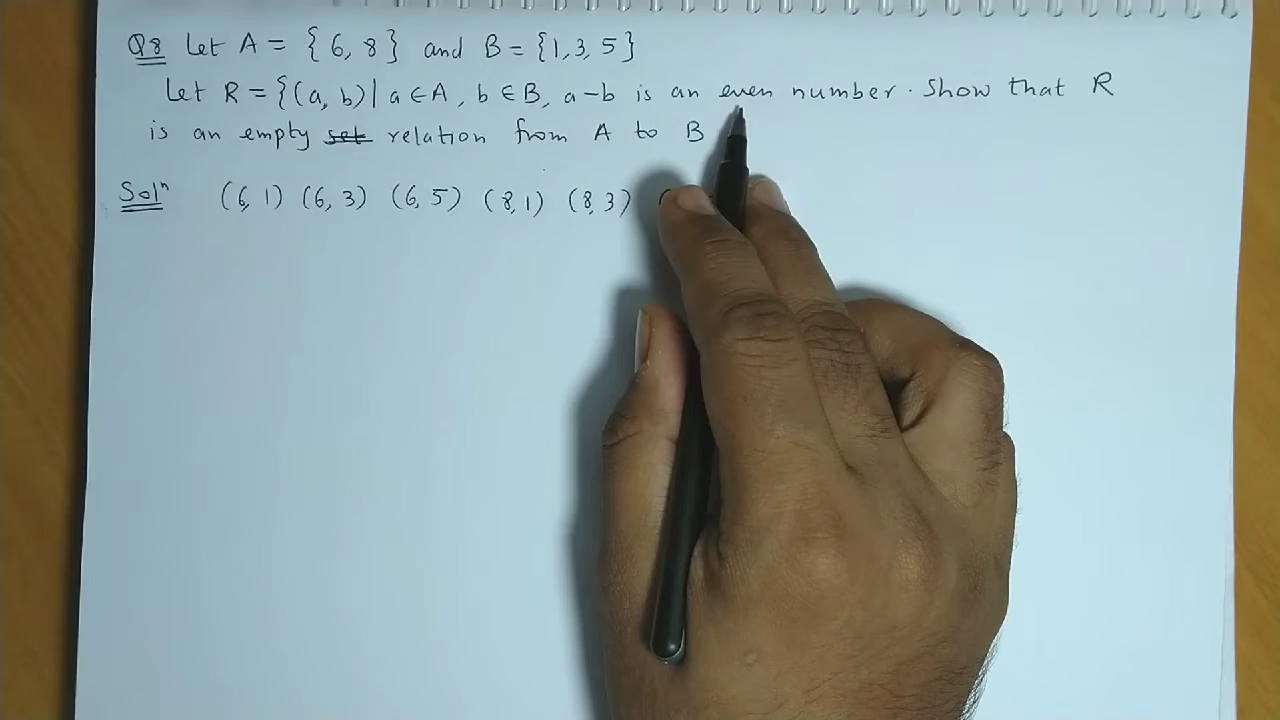 Q8 Let A = { 6, 8 } and B = {1, 3, 5 }
Let R = {(a, b) | a ∈ A, b ∈ B, a-b is an even number. Show that R
is an empty set relation from A to B
Solⁿ (6, 1) (6, 3) (6, 5) (8, 1) (8, 3)